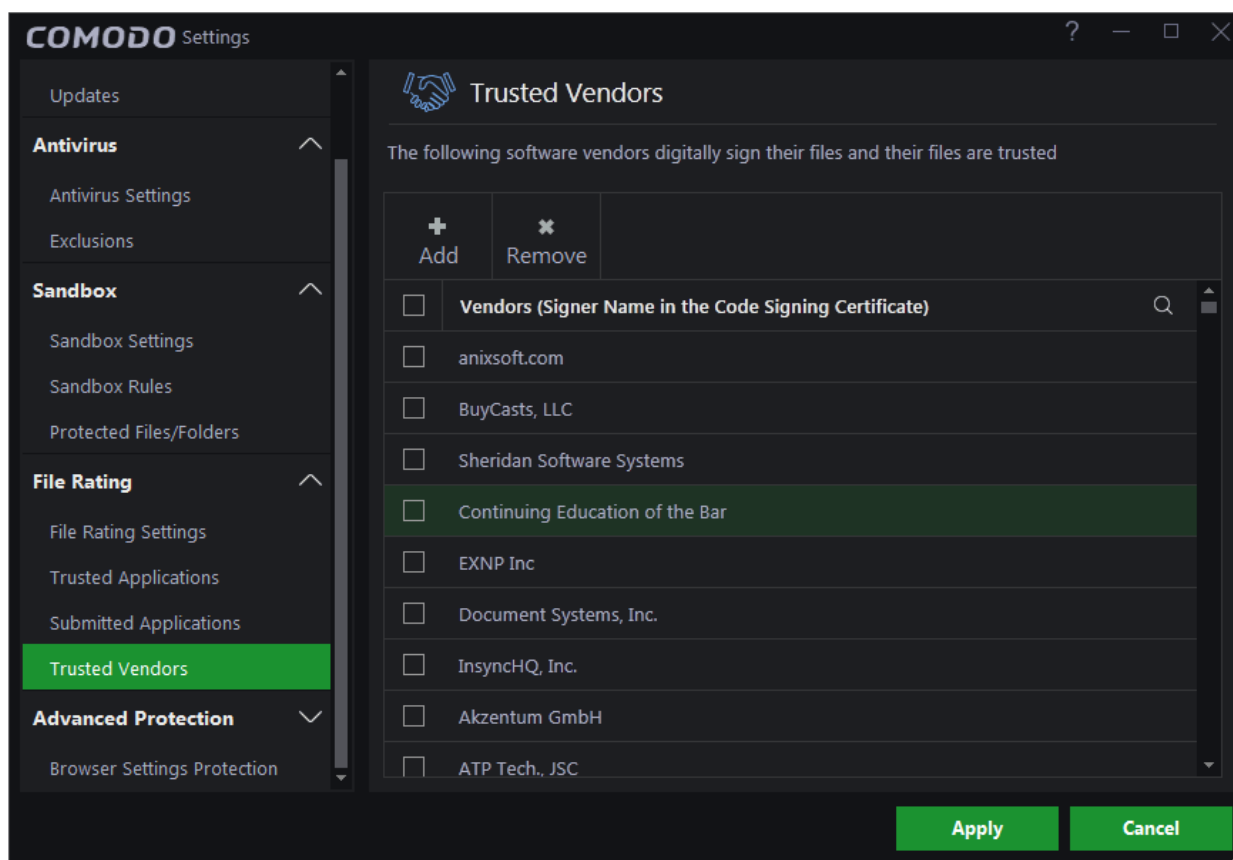 COMODO Settings
?
Updates
Antivirus
Antivirus Settings
Exclusions
Sandbox
Sandbox Settings
Sandbox Rules
Protected Files/Folders
File Rating
File Rating Settings
Trusted Applications
Submitted Applications
Trusted Vendors
Advanced Protection
Browser Settings Protection
Trusted Vendors
The following software vendors digitally sign their files and their files are trusted
Add
Remove
Vendors (Signer Name in the Code Signing Certificate)
anixsoft.com
BuyCasts, LLC
Sheridan Software Systems
Continuing Education of the Bar
EXNP Inc
Document Systems, Inc.
InsyncHQ, Inc.
Akzentum GmbH
ATP Tech., JSC
Apply
Cancel